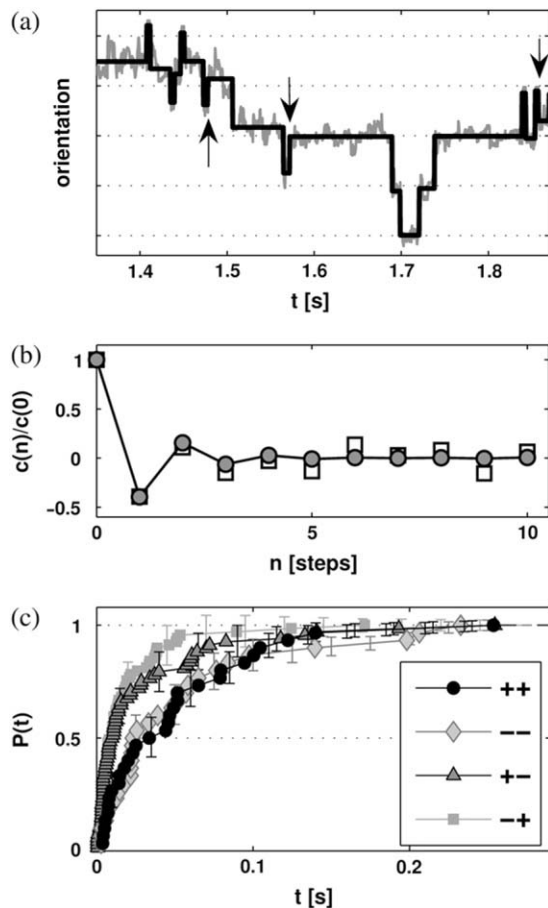 (a)
orientation
1.4 1.5 1.6 1.7 1.8
t [s]
(b)
c(n)/c(0)
1
0.5
0
−0.5
0 5 10
n [steps]
(c)
P(t)
1
0.5
0
0 0.1 0.2
t [s]
++
−−
+−
−+